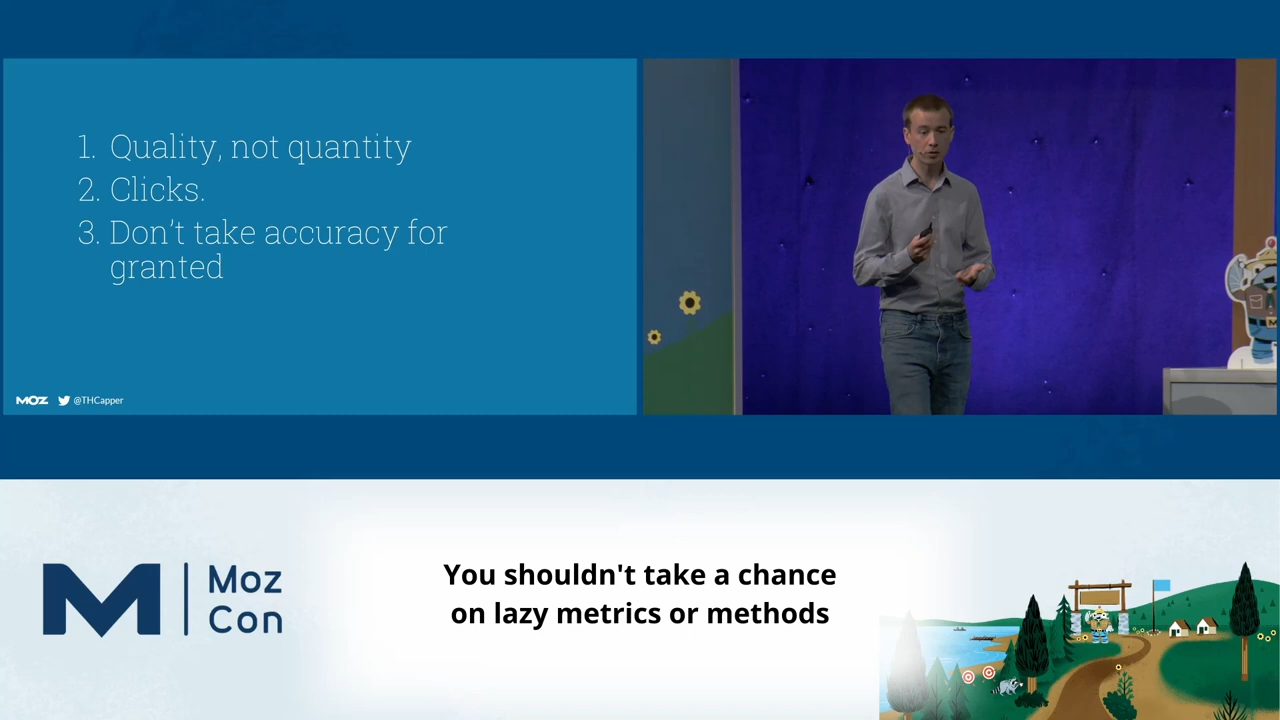 1. Quality, not quantity
2. Clicks.
3. Don't take accuracy for
granted
MOZ @THCapper
M Moz
Con
You shouldn't take a chance
on lazy metrics or methods